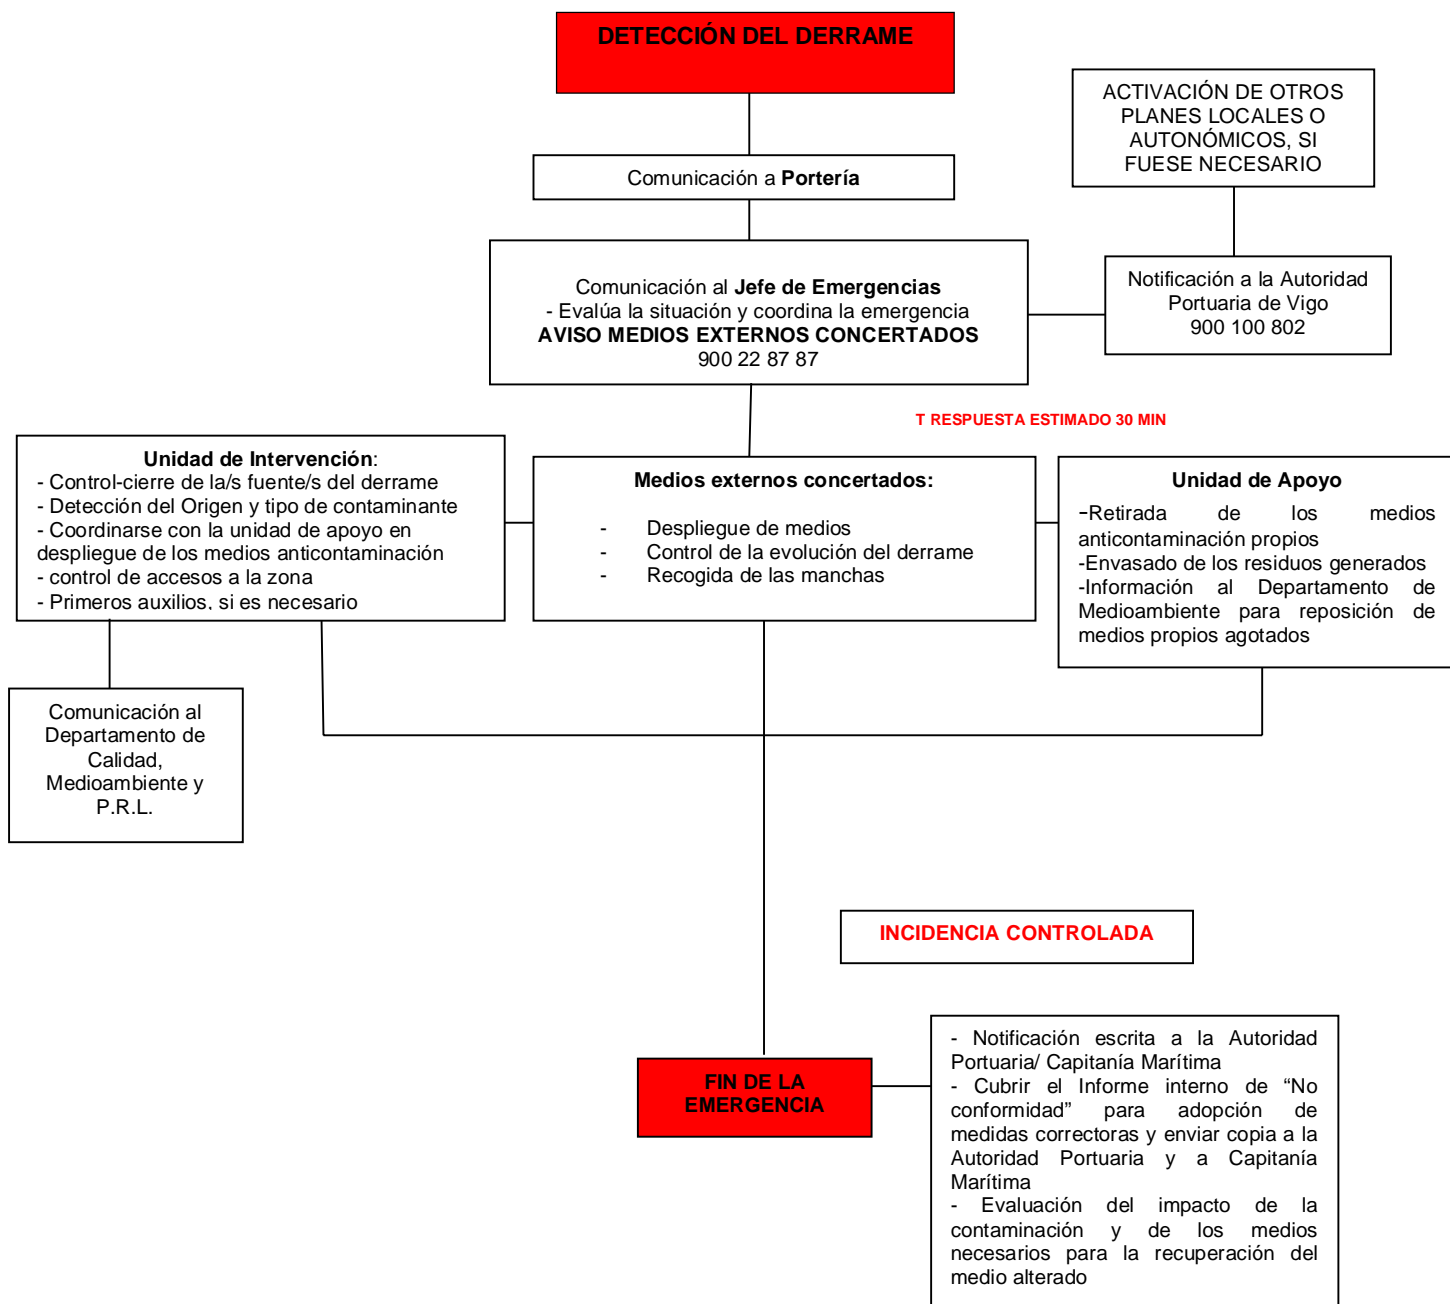 DETECCIÓN DEL DERRAME
ACTIVACIÓN DE OTROS
PLANES LOCALES O
AUTONÓMICOS, SI
FUESE NECESARIO
Comunicación a Portería
Comunicación al Jefe de Emergencias
- Evalúa la situación y coordina la emergencia
AVISO MEDIOS EXTERNOS CONCERTADOS
900 22 87 87
Notificación a la Autoridad
Portuaria de Vigo
900 100 802
T RESPUESTA ESTIMADO 30 MIN
Unidad de Intervención:
- Control-cierre de la/s fuente/s del derrame
- Detección del Origen y tipo de contaminante
- Coordinarse con la unidad de apoyo en
despliegue de los medios anticontaminación
- control de accesos a la zona
- Primeros auxilios, si es necesario
Medios externos concertados:
- Despliegue de medios
- Control de la evolución del derrame
- Recogida de las manchas
Unidad de Apoyo
-Retirada de los medios
anticontaminación propios
-Envasado de los residuos generados
-Información al Departamento de
Medioambiente para reposición de
medios propios agotados
Comunicación al
Departamento de
Calidad,
Medioambiente y
P.R.L.
INCIDENCIA CONTROLADA
FIN DE LA
EMERGENCIA
- Notificación escrita a la Autoridad
Portuaria/ Capitanía Marítima
- Cubrir el Informe interno de “No
conformidad” para adopción de
medidas correctoras y enviar copia a la
Autoridad Portuaria y a Capitanía
Marítima
- Evaluación del impacto de la
contaminación y de los medios
necesarios para la recuperación del
medio alterado